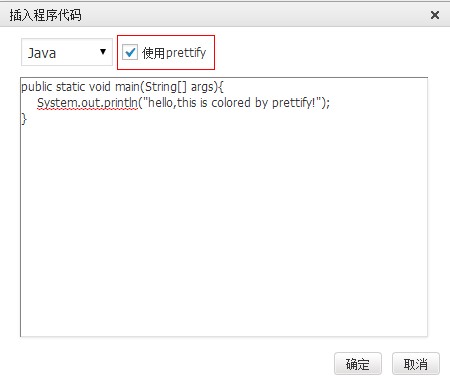 插入程序代码
Java 使用prettify
public static void main(String[] args){
    System.out.println("hello,this is colored by prettify!");
}
确定 取消